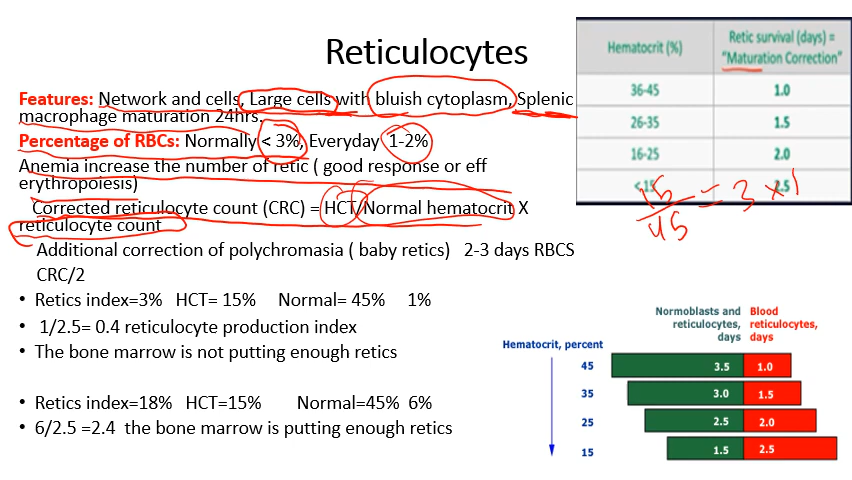 Reticulocytes
Features: Network and cells, Large cells with bluish cytoplasm, Splenic
macrophage maturation 24hrs.
Percentage of RBCs: Normally < 3%, Everyday 1-2%
Anemia increase the number of retic ( good response or eff
erythropoiesis)
Corrected reticulocyte count (CRC) = HCT/Normal hematocrit X
reticulocyte count
Additional correction of polychromasia ( baby retics) 2-3 days RBCS
CRC/2
• Retics index=3% HCT= 15% Normal= 45% 1%
• 1/2.5= 0.4 reticulocyte production index
• The bone marrow is not putting enough retics
• Retics index=18% HCT=15% Normal=45% 6%
• 6/2.5 =2.4 the bone marrow is putting enough retics
Hematocrit (%) Retic survival (days) =
"Maturation Correction"
36-45 1.0
26-35 1.5
16-25 2.0
<15 2.5
15/45 = 3 x 1
Normoblasts and Blood
reticulocytes, reticulocytes,
days days
Hematocrit, percent
45 3.5 1.0
35 3.0 1.5
25 2.5 2.0
15 1.5 2.5